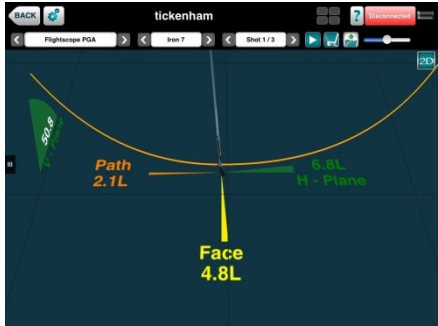 BACK
tickenham
?
Disconnected
Flightscope PGA
Iron 7
Shot 1 / 3
2D
50.8
V - Plane
Path
2.1L
6.8L
H - Plane
Face
4.8L